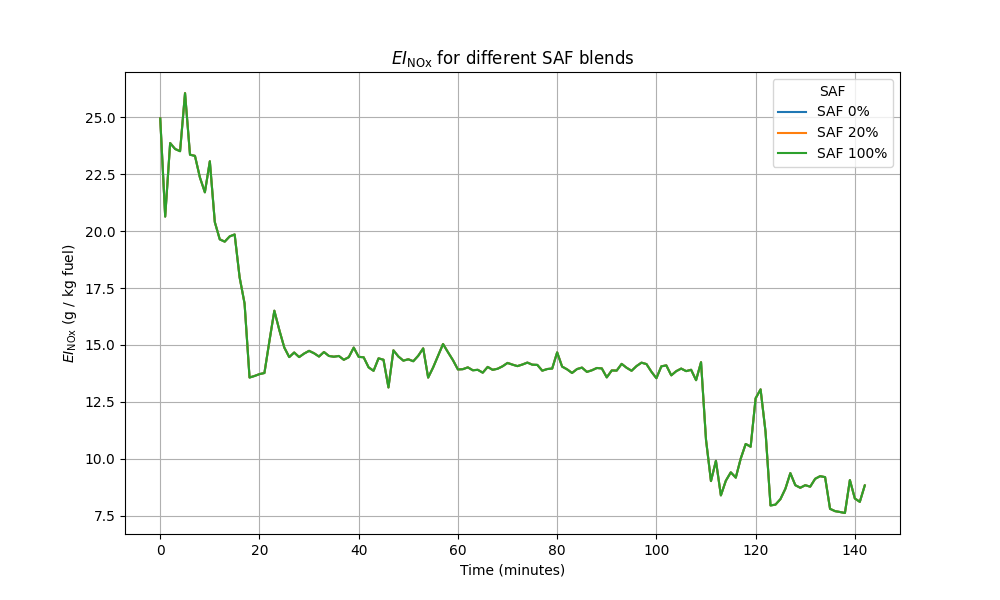 EI_NOx for different SAF blends
SAF
SAF 0%
SAF 20%
SAF 100%
25.0
22.5
20.0
17.5
15.0
12.5
10.0
7.5
EI_NOx (g / kg fuel)
0 20 40 60 80 100 120 140
Time (minutes)